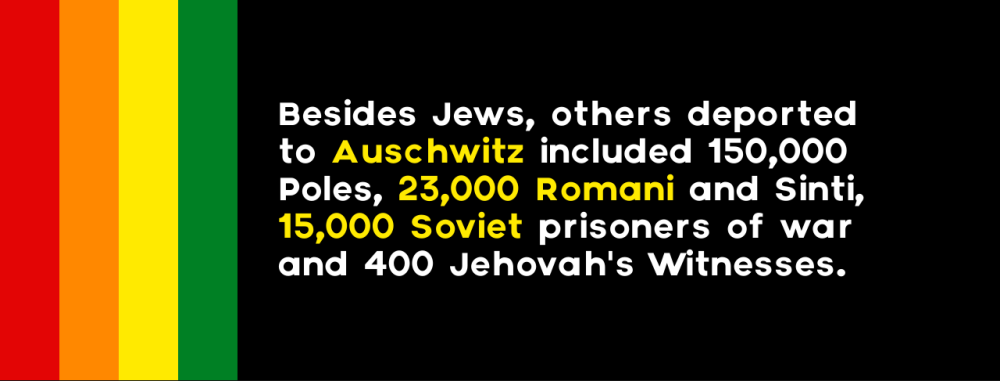 Besides Jews, others deported
to Auschwitz included 150,000
Poles, 23,000 Romani and Sinti,
15,000 Soviet prisoners of war
and 400 Jehovah's Witnesses.